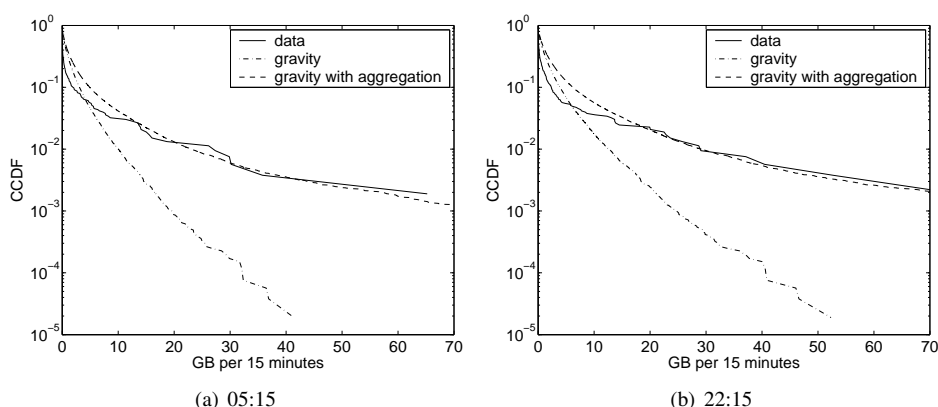 10^0
10^−1
10^−2
10^−3
10^−4
10^−5
CCDF
data
gravity
gravity with aggregation
0 10 20 30 40 50 60 70
GB per 15 minutes
(a) 05:15
10^0
10^−1
10^−2
10^−3
10^−4
10^−5
CCDF
data
gravity
gravity with aggregation
0 10 20 30 40 50 60 70
GB per 15 minutes
(b) 22:15